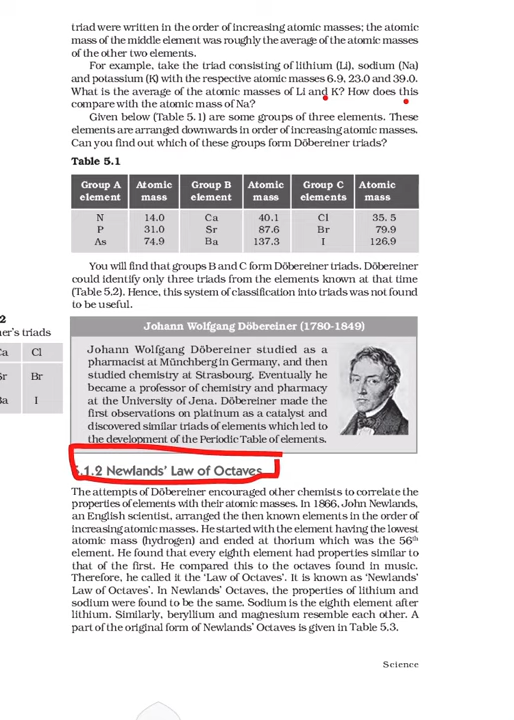 triad were written in the order of increasing atomic masses; the atomic
mass of the middle element was roughly the average of the atomic masses
of the other two elements.
For example, take the triad consisting of lithium (Li), sodium (Na)
and potassium (K) with the respective atomic masses 6.9, 23.0 and 39.0.
What is the average of the atomic masses of Li and K? How does this
compare with the atomic mass of Na?
Given below (Table 5.1) are some groups of three elements. These
elements are arranged downwards in order of increasing atomic masses.
Can you find out which of these groups form Döbereiner triads?
Table 5.1
Group A element Atomic mass Group B element Atomic mass Group C elements Atomic mass
N 14.0 Ca 40.1 Cl 35. 5
P 31.0 Sr 87.6 Br 79.9
As 74.9 Ba 137.3 I 126.9
You will find that groups B and C form Döbereiner triads. Döbereiner
could identify only three triads from the elements known at that time
(Table 5.2). Hence, this system of classification into triads was not found
to be useful.
2
ner's triads
Ca Cl
Sr Br
Ba I
Johann Wolfgang Döbereiner (1780-1849)
Johann Wolfgang Döbereiner studied as a
pharmacist at Münchberg in Germany, and then
studied chemistry at Strasbourg. Eventually he
became a professor of chemistry and pharmacy
at the University of Jena. Döbereiner made the
first observations on platinum as a catalyst and
discovered similar triads of elements which led to
the development of the Periodic Table of elements.
5.1.2 Newlands' Law of Octaves
The attempts of Döbereiner encouraged other chemists to correlate the
properties of elements with their atomic masses. In 1866, John Newlands,
an English scientist, arranged the then known elements in the order of
increasing atomic masses. He started with the element having the lowest
atomic mass (hydrogen) and ended at thorium which was the 56th
element. He found that every eighth element had properties similar to
that of the first. He compared this to the octaves found in music.
Therefore, he called it the 'Law of Octaves'. It is known as 'Newlands'
Law of Octaves'. In Newlands' Octaves, the properties of lithium and
sodium were found to be the same. Sodium is the eighth element after
lithium. Similarly, beryllium and magnesium resemble each other. A
part of the original form of Newlands' Octaves is given in Table 5.3.
Science